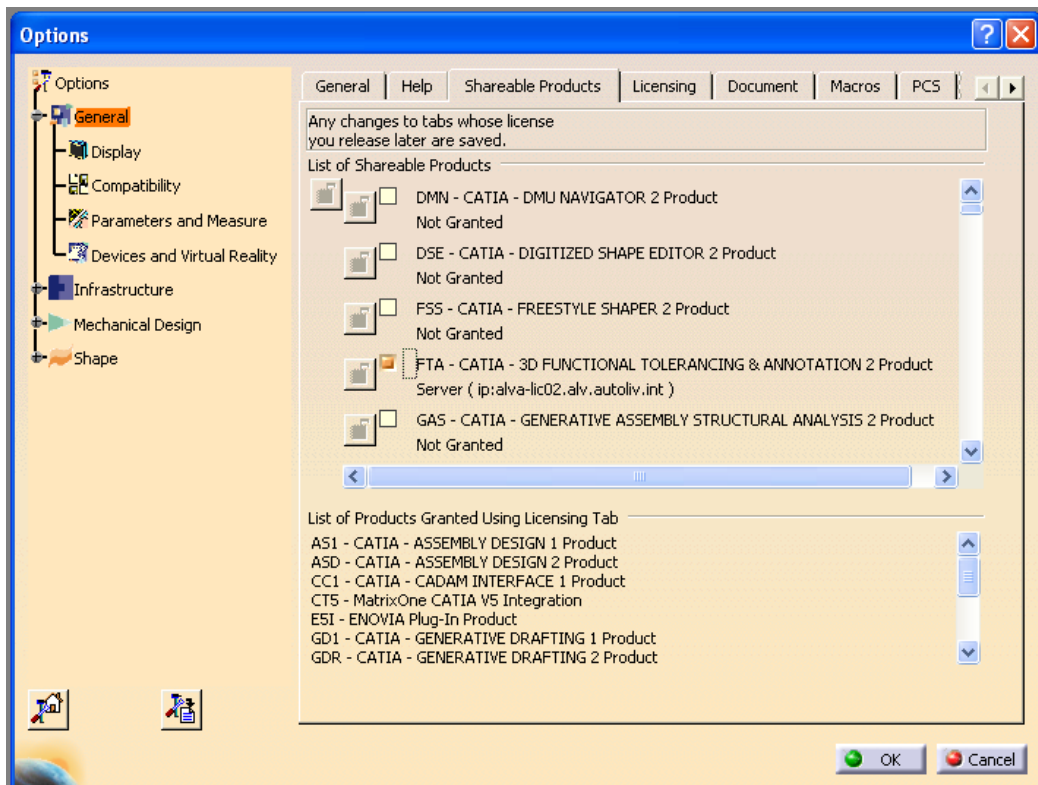 Options
Options
General
Display
Compatibility
Parameters and Measure
Devices and Virtual Reality
Infrastructure
Mechanical Design
Shape
General Help Shareable Products Licensing Document Macros PCS
Any changes to tabs whose license
you release later are saved.
List of Shareable Products
DMN - CATIA - DMU NAVIGATOR 2 Product
Not Granted
DSE - CATIA - DIGITIZED SHAPE EDITOR 2 Product
Not Granted
FSS - CATIA - FREESTYLE SHAPER 2 Product
Not Granted
FTA - CATIA - 3D FUNCTIONAL TOLERANCING & ANNOTATION 2 Product
Server ( ip:alva-lic02.alv.autoliv.int )
GAS - CATIA - GENERATIVE ASSEMBLY STRUCTURAL ANALYSIS 2 Product
Not Granted
List of Products Granted Using Licensing Tab
AS1 - CATIA - ASSEMBLY DESIGN 1 Product
ASD - CATIA - ASSEMBLY DESIGN 2 Product
CC1 - CATIA - CADAM INTERFACE 1 Product
CT5 - MatrixOne CATIA V5 Integration
E5I - ENOVIA Plug-In Product
GD1 - CATIA - GENERATIVE DRAFTING 1 Product
GDR - CATIA - GENERATIVE DRAFTING 2 Product
OK Cancel